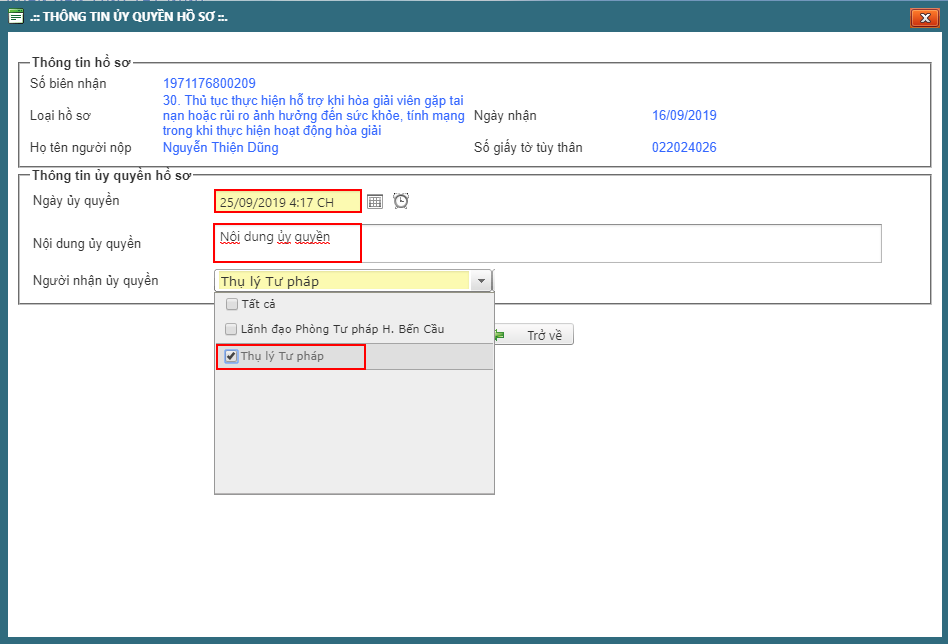 .:: THÔNG TIN ỦY QUYỀN HỒ SƠ ::.
Thông tin hồ sơ
Số biên nhận 1971176800209
Loại hồ sơ 30. Thủ tục thực hiện hỗ trợ khi hòa giải viên gặp tai
nạn hoặc rủi ro ảnh hưởng đến sức khỏe, tính mạng
trong khi thực hiện hoạt động hòa giải
Ngày nhận 16/09/2019
Họ tên người nộp Nguyễn Thiện Dũng Số giấy tờ tùy thân 022024026
Thông tin ủy quyền hồ sơ
Ngày ủy quyền 25/09/2019 4:17 CH
Nội dung ủy quyền Nội dung ủy quyền
Người nhận ủy quyền Thụ lý Tư pháp
Tất cả
Lãnh đạo Phòng Tư pháp H. Bến Cầu
Trở về
Thụ lý Tư pháp